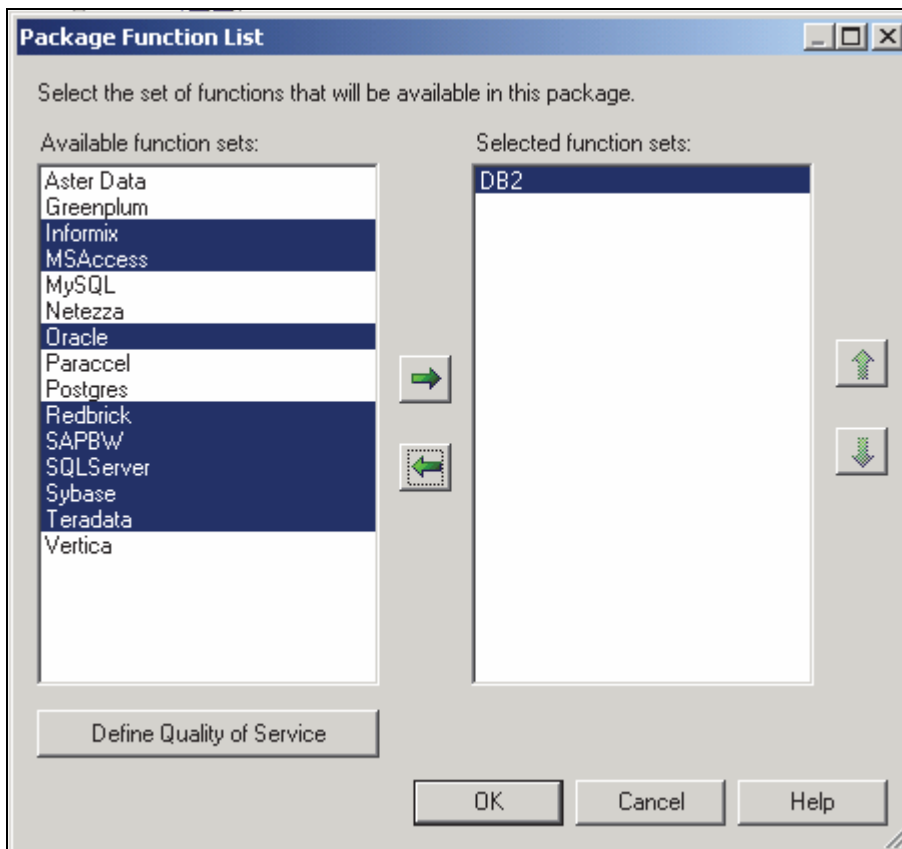 Package Function List
Select the set of functions that will be available in this package.
Available function sets:
Selected function sets:
Aster Data
Greenplum
Informix
MSAccess
MySQL
Netezza
Oracle
Paraccel
Postgres
Redbrick
SAPBW
SQLServer
Sybase
Teradata
Vertica
DB2
Define Quality of Service
OK
Cancel
Help